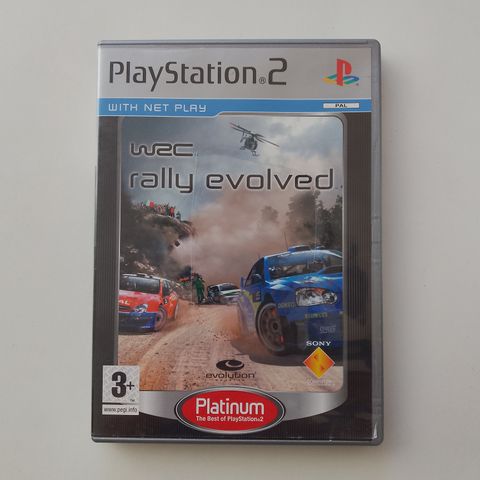 PlayStation®2
WITH NET PLAY
PAL
WRC
rally evolved
SONY
evolution
3+
www.pegi.info
Platinum
The Best of PlayStation®2